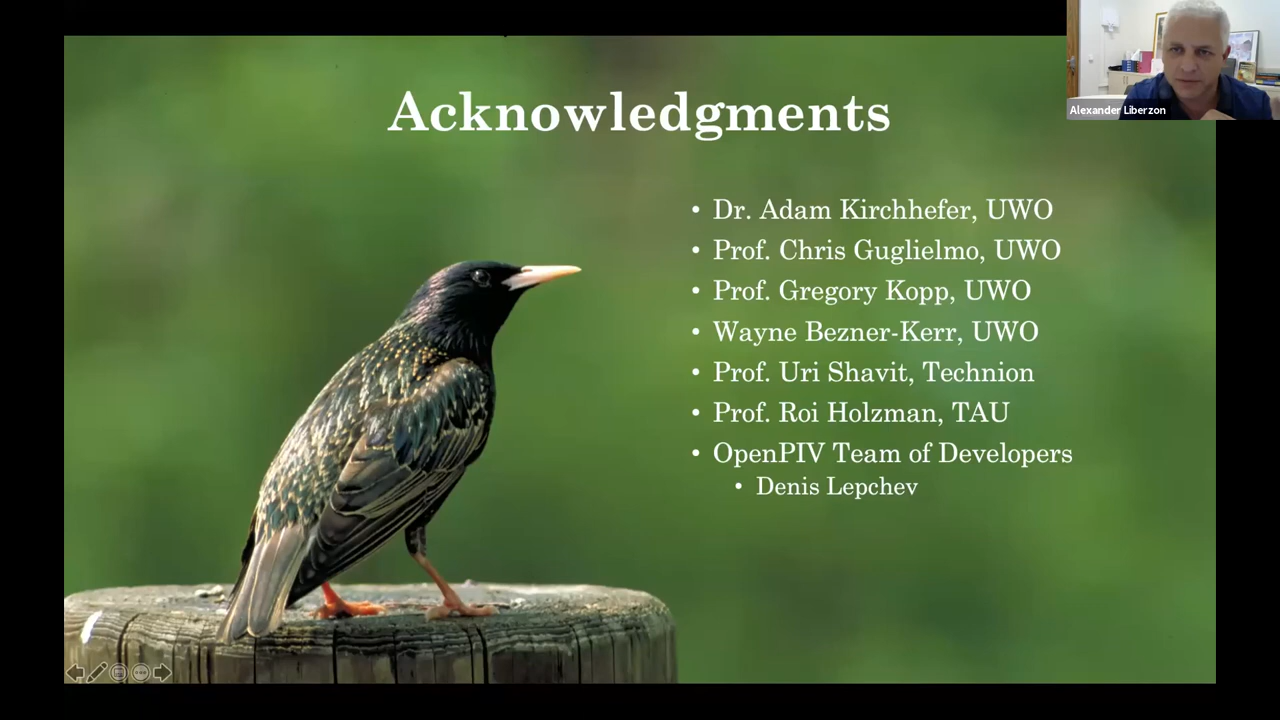 Acknowledgments
Alexander Liberzon
• Dr. Adam Kirchhefer, UWO
• Prof. Chris Guglielmo, UWO
• Prof. Gregory Kopp, UWO
• Wayne Bezner-Kerr, UWO
• Prof. Uri Shavit, Technion
• Prof. Roi Holzman, TAU
• OpenPIV Team of Developers
• Denis Lepchev